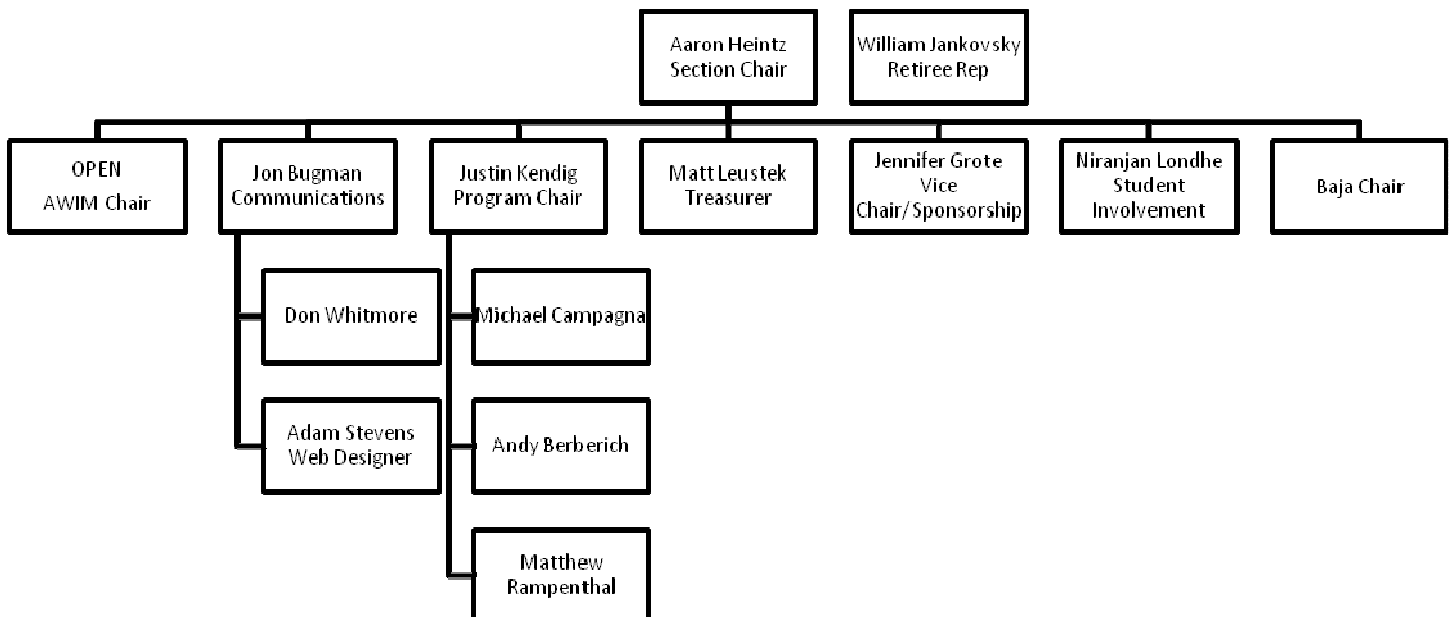 Aaron Heintz
Section Chair
William Jankovsky
Retiree Rep
OPEN
AWIM Chair
Jon Bugman
Communications
Justin Kendig
Program Chair
Matt Leustek
Treasurer
Jennifer Grote
Vice
Chair/Sponsorship
Niranjan Londhe
Student
Involvement
Baja Chair
Don Whitmore
Michael Campagna
Adam Stevens
Web Designer
Andy Berberich
Matthew
Rampenthal